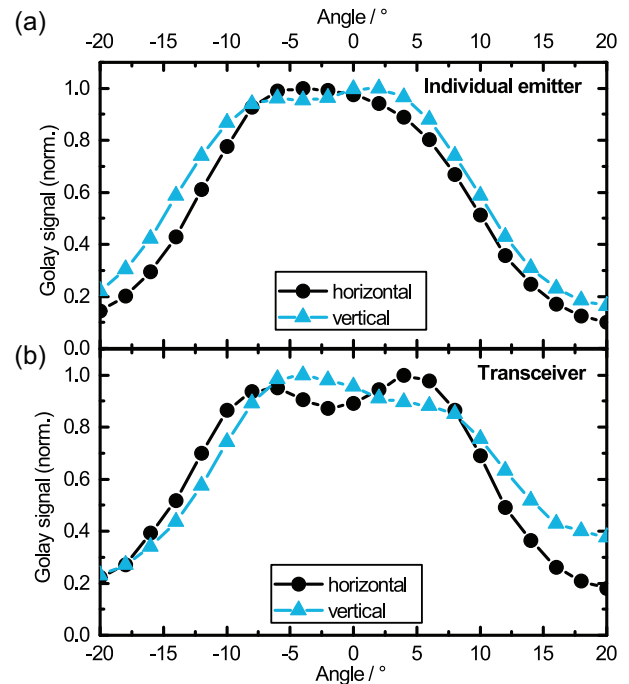 (a)
Angle / °
-20 -15 -10 -5 0 5 10 15 20
Individual emitter
1.0
0.8
0.6
0.4
0.2
0.0
Golay signal (norm.)
horizontal
vertical
(b)
Transceiver
1.0
0.8
0.6
0.4
0.2
0.0
Golay signal (norm.)
horizontal
vertical
-20 -15 -10 -5 0 5 10 15 20
Angle / °